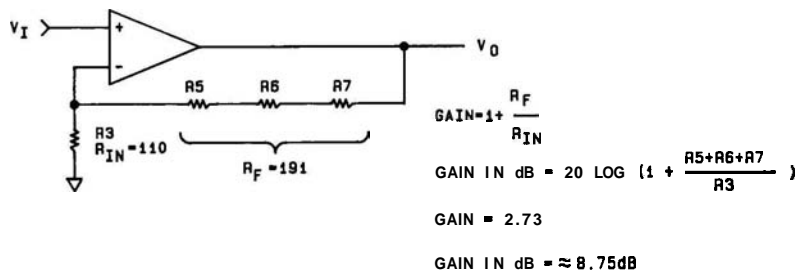 V_I
+
-
V_O
R5 R6 R7
R3
R_IN=110
R_F=191
GAIN=1+ R_F / R_IN
GAIN IN dB = 20 LOG (1 + R5+R6+R7 / R3 )
GAIN = 2.73
GAIN IN dB = ≈ 8.75dB